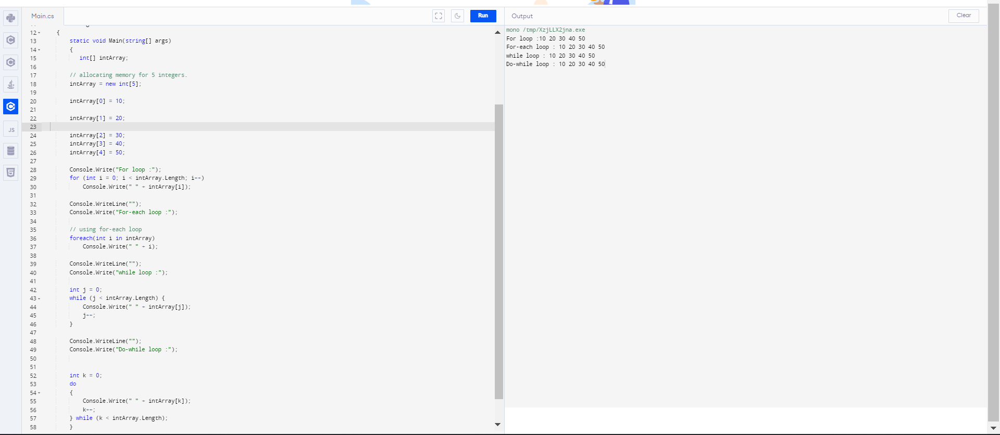 Main.cs
Run
Output
Clear
JS
12 {
13 static void Main(string[] args)
14 {
15 int[] intArray;
16
17 // allocating memory for 5 integers.
18 intArray = new int[5];
19
20 intArray[0] = 10;
21
22 intArray[1] = 20;
23
24 intArray[2] = 30;
25 intArray[3] = 40;
26 intArray[4] = 50;
27
28 Console.Write("For loop :");
29 for (int i = 0; i < intArray.Length; i++)
30 Console.Write(" " + intArray[i]);
31
32 Console.WriteLine("");
33 Console.Write("For-each loop :");
34
35 // using for-each loop
36 foreach(int i in intArray)
37 Console.Write(" " + i);
38
39 Console.WriteLine("");
40 Console.Write("while loop :");
41
42 int j = 0;
43 while (j < intArray.Length) {
44 Console.Write(" " + intArray[j]);
45 j++;
46 }
47
48 Console.WriteLine("");
49 Console.Write("Do-while loop :");
50
51
52 int k = 0;
53 do
54 {
55 Console.Write(" " + intArray[k]);
56 k++;
57 } while (k < intArray.Length);
58 }
mono /tmp/XzjLLX2jna.exe
For loop :10 20 30 40 50
For-each loop : 10 20 30 40 50
while loop : 10 20 30 40 50
Do-while loop : 10 20 30 40 50